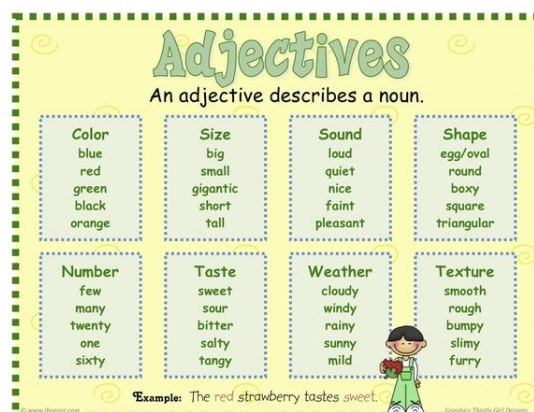 Adjectives
An adjective describes a noun.
Color
blue
red
green
black
orange
Size
big
small
gigantic
short
tall
Sound
loud
quiet
nice
faint
pleasant
Shape
egg/oval
round
boxy
square
triangular
Number
few
many
twenty
one
sixty
Taste
sweet
sour
bitter
salty
tangy
Weather
cloudy
windy
rainy
sunny
mild
Texture
smooth
rough
bumpy
slimy
furry
Example: The red strawberry tastes sweet.
Graphics Thistle Girl Designs